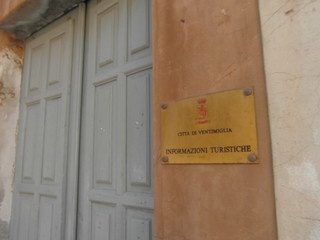 CITTÀ DI VENTIMIGLIA
INFORMAZIONI TURISTICHE